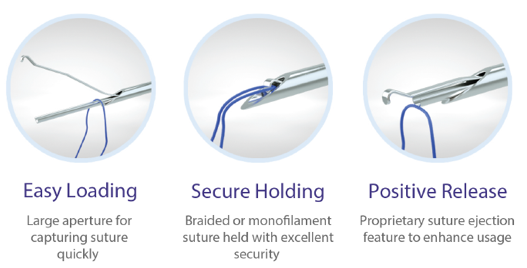 Easy Loading
Large aperture for
capturing suture
quickly
Secure Holding
Braided or monofilament
suture held with excellent
security
Positive Release
Proprietary suture ejection
feature to enhance usage